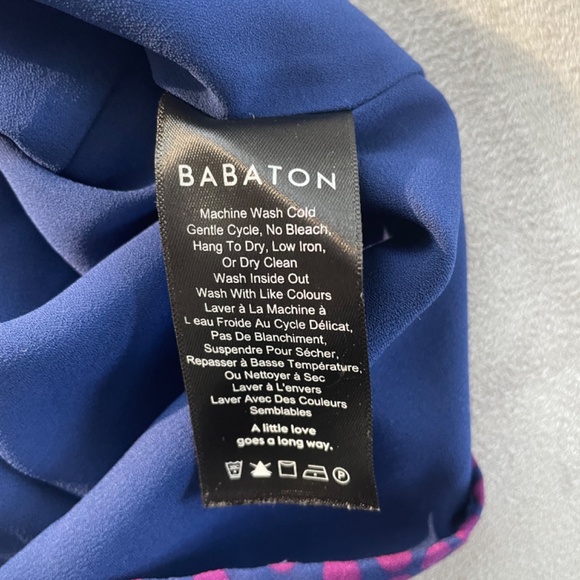 BABATON
Machine Wash Cold
Gentle Cycle, No Bleach,
Hang To Dry, Low Iron,
Or Dry Clean
Wash Inside Out
Wash With Like Colours
Laver à La Machine à
L eau Froide Au Cycle Délicat,
Pas De Blanchiment,
Suspendre Pour Sécher,
Repasser à Basse Température,
Ou Nettoyer à Sec
Laver à L'envers
Laver Avec Des Couleurs
Semblables
A little love
goes a long way.